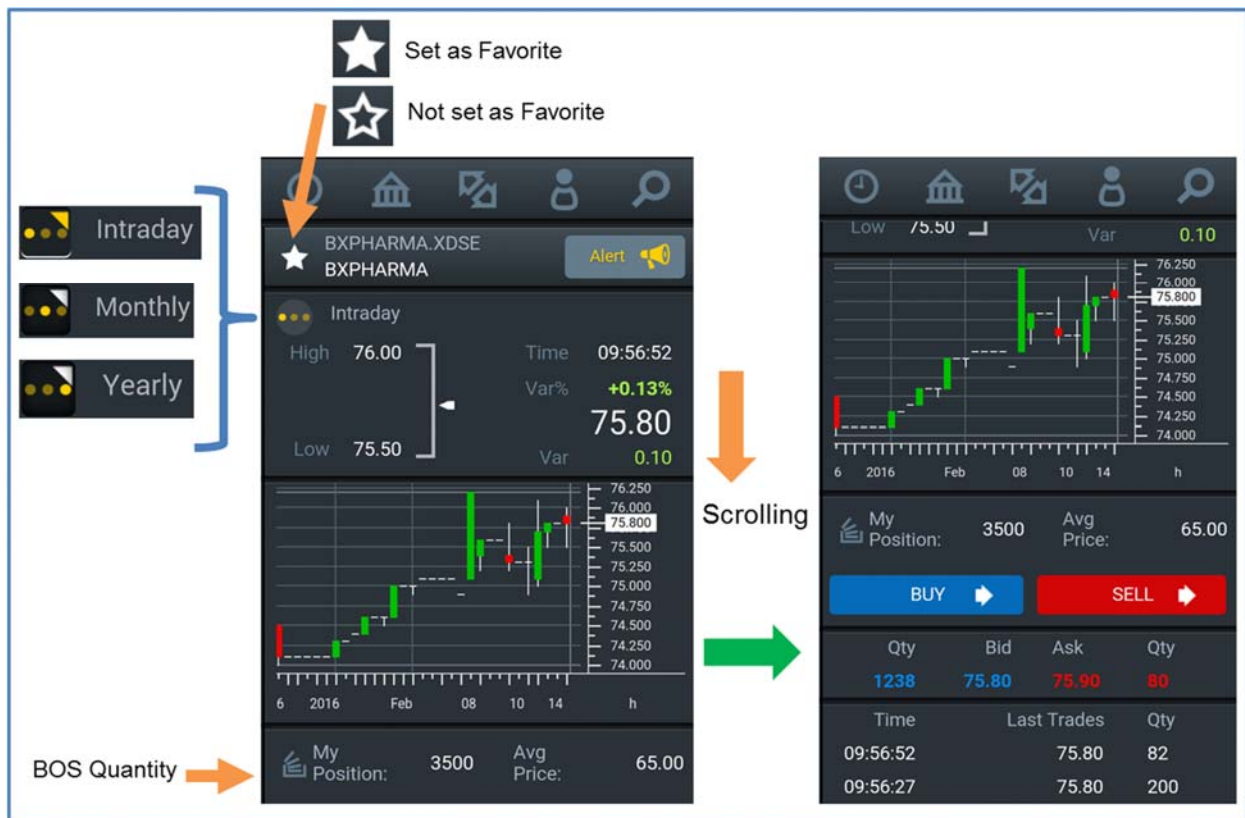 Set as Favorite
Not set as Favorite
Intraday
Monthly
Yearly
BXPHARMA.XDSE
BXPHARMA
Alert
Intraday
High 76.00
Time 09:56:52
Var% +0.13%
75.80
Low 75.50
Var 0.10
76.250
76.000
75.800
75.500
75.250
75.000
74.750
74.500
74.250
74.000
6 2016 Feb 08 10 14 h
My Position: 3500 Avg Price: 65.00
BOS Quantity
Scrolling
Low 75.50
Var 0.10
76.250
76.000
75.800
75.500
75.250
75.000
74.750
74.500
74.250
74.000
6 2016 Feb 08 10 14 h
My Position: 3500 Avg Price: 65.00
BUY SELL
Qty Bid Ask Qty
1238 75.80 75.90 80
Time Last Trades Qty
09:56:52 75.80 82
09:56:27 75.80 200